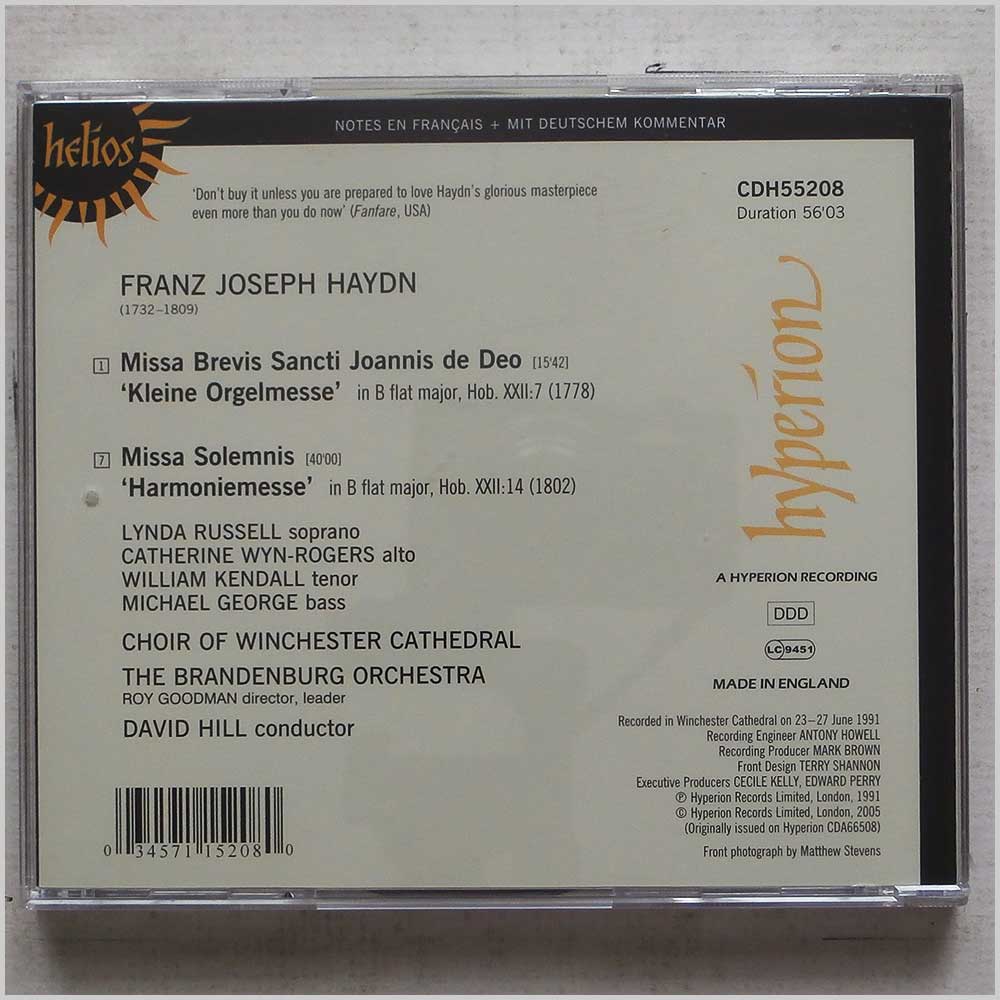 helios
NOTES EN FRANÇAIS + MIT DEUTSCHEM KOMMENTAR
'Don't buy it unless you are prepared to love Haydn's glorious masterpiece
even more than you do now' (Fanfare, USA)
CDH55208
Duration 56'03
FRANZ JOSEPH HAYDN
(1732–1809)
1 Missa Brevis Sancti Joannis de Deo [15'42]
'Kleine Orgelmesse' in B flat major, Hob. XXII:7 (1778)
7 Missa Solemnis [40'00]
'Harmoniemesse' in B flat major, Hob. XXII:14 (1802)
LYNDA RUSSELL soprano
CATHERINE WYN-ROGERS alto
WILLIAM KENDALL tenor
MICHAEL GEORGE bass
CHOIR OF WINCHESTER CATHEDRAL
THE BRANDENBURG ORCHESTRA
ROY GOODMAN director, leader
DAVID HILL conductor
hyperion
A HYPERION RECORDING
DDD
LC 9451
MADE IN ENGLAND
Recorded in Winchester Cathedral on 23–27 June 1991
Recording Engineer ANTONY HOWELL
Recording Producer MARK BROWN
Front Design TERRY SHANNON
Executive Producers CECILE KELLY, EDWARD PERRY
℗ Hyperion Records Limited, London, 1991
© Hyperion Records Limited, London, 2005
(Originally issued on Hyperion CDA66508)
Front photograph by Matthew Stevens
0 34571 15208 0